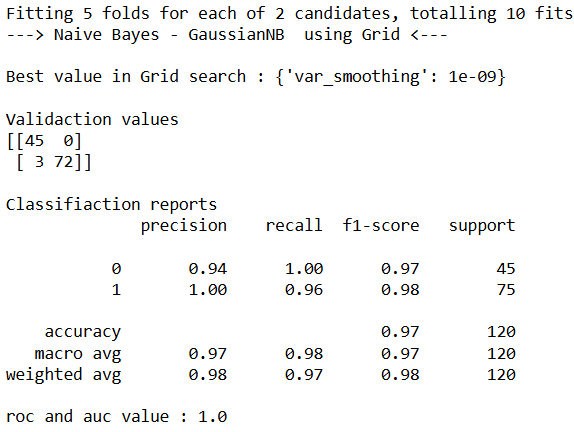 Fitting 5 folds for each of 2 candidates, totalling 10 fits
---> Naive Bayes - GaussianNB  using Grid <---
Best value in Grid search : {'var_smoothing': 1e-09}
Validaction values
[[45  0]
 [ 3 72]]
Classifiaction reports
              precision    recall  f1-score   support
           0       0.94      1.00      0.97        45
           1       1.00      0.96      0.98        75
    accuracy                           0.97       120
   macro avg       0.97      0.98      0.97       120
weighted avg       0.98      0.97      0.98       120
roc and auc value : 1.0